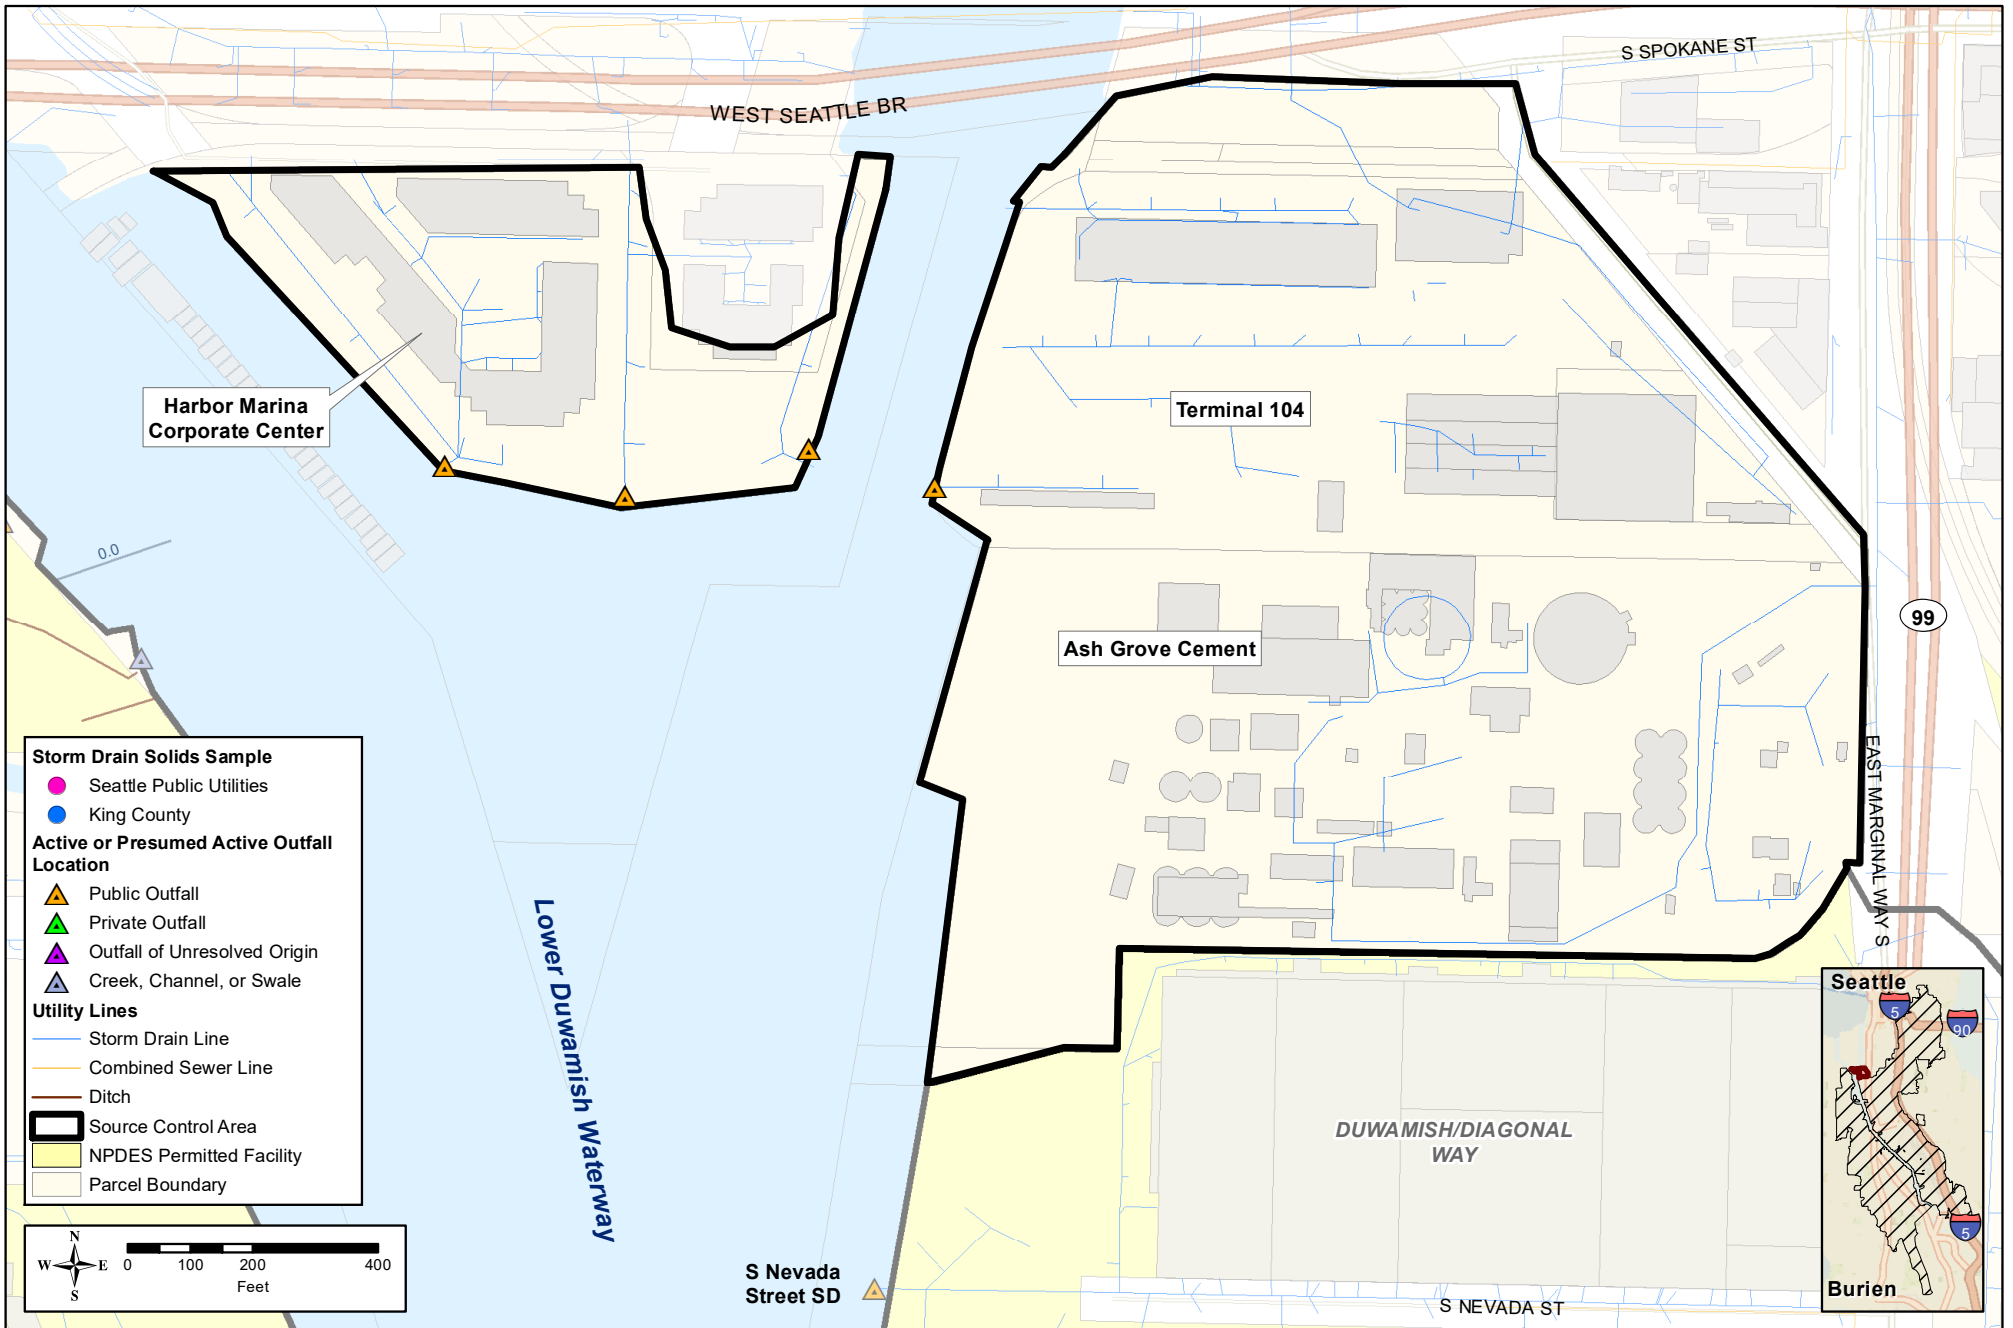 S SPOKANE ST
WEST SEATTLE BR
Harbor Marina
Corporate Center
Terminal 104
0.0
99
Ash Grove Cement
EAST MARGINAL WAY S
Storm Drain Solids Sample
Seattle Public Utilities
King County
Active or Presumed Active Outfall
Location
Public Outfall
Private Outfall
Outfall of Unresolved Origin
Creek, Channel, or Swale
Utility Lines
Storm Drain Line
Combined Sewer Line
Ditch
Source Control Area
NPDES Permitted Facility
Parcel Boundary
Lower Duwamish Waterway
DUWAMISH/DIAGONAL
WAY
Seattle
5
90
5
Burien
N
W E
S
0 100 200 400
Feet
S Nevada
Street SD
S NEVADA ST